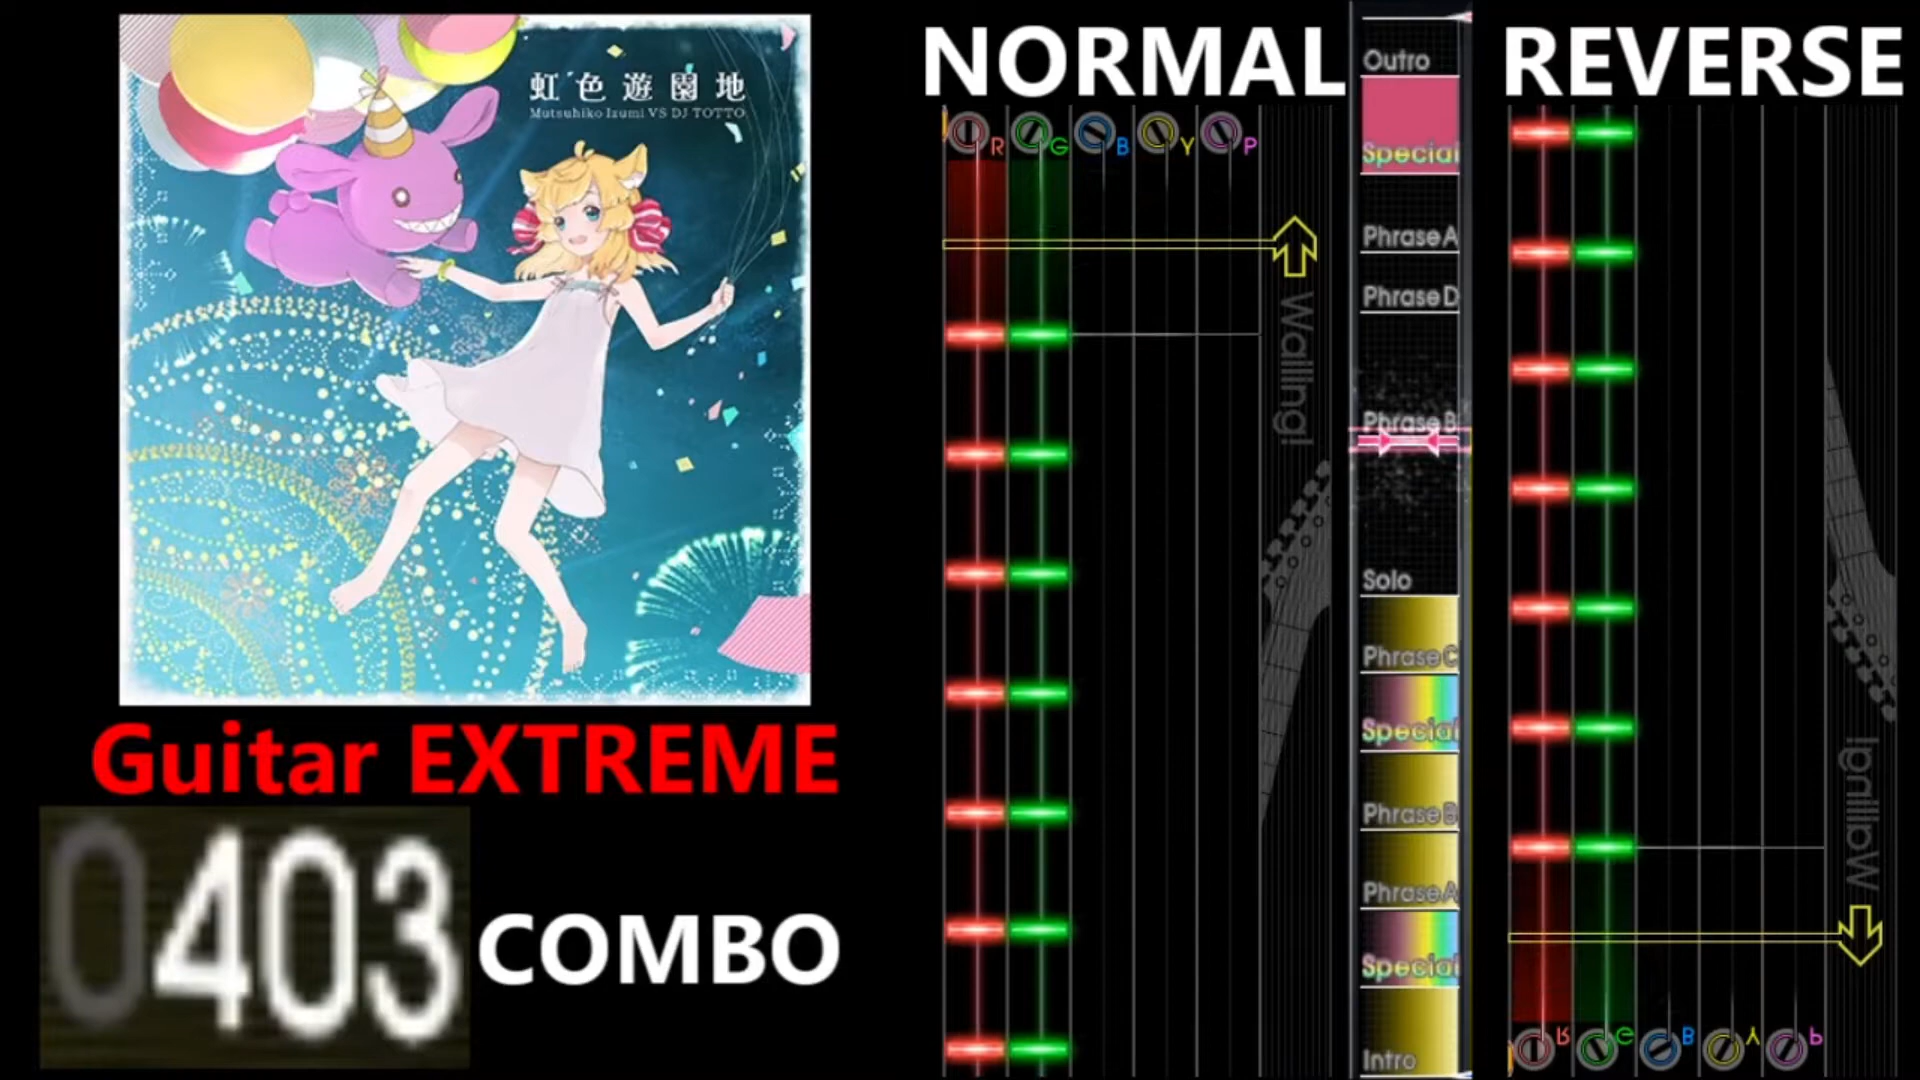 虹色遊園地
Mutsuhiko Izumi VS DJ TOTTO
Guitar EXTREME
0403
COMBO
NORMAL
R G B Y P
Wailing!
Outro
Special
Phrase A
Phrase D
Phrase B
Solo
Phrase C
Special
Phrase B
Phrase A
Special
Intro
REVERSE
Wailing!
R G B Y P